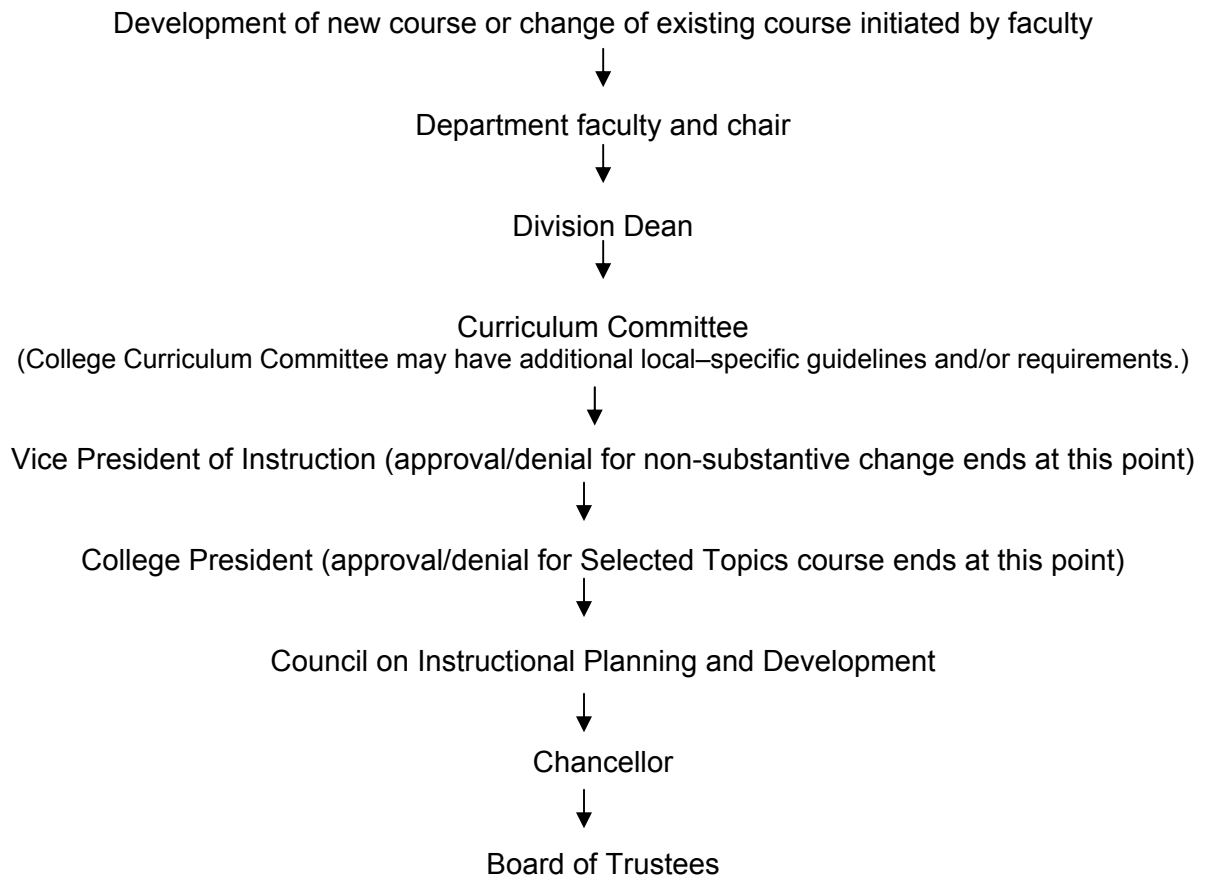 Development of new course or change of existing course initiated by faculty
Department faculty and chair
Division Dean
Curriculum Committee
(College Curriculum Committee may have additional local–specific guidelines and/or requirements.)
Vice President of Instruction (approval/denial for non-substantive change ends at this point)
College President (approval/denial for Selected Topics course ends at this point)
Council on Instructional Planning and Development
Chancellor
Board of Trustees